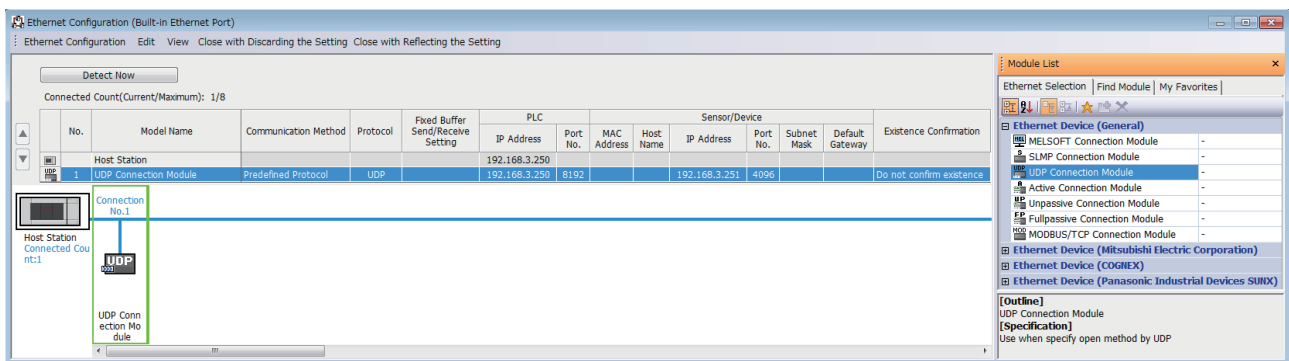 Ethernet Configuration (Built-in Ethernet Port)
Ethernet Configuration Edit View Close with Discarding the Setting Close with Reflecting the Setting
Detect Now
Connected Count(Current/Maximum): 1/8
No. Model Name Communication Method Protocol Fixed Buffer Send/Receive Setting PLC Sensor/Device Existence Confirmation
IP Address Port No. MAC Address Host Name IP Address Port No. Subnet Mask Default Gateway
Host Station 192.168.3.250
UDP 1 UDP Connection Module Predefined Protocol UDP 192.168.3.250 8192 192.168.3.251 4096 Do not confirm existence
Connection
No.1
Host Station
Connected Cou
nt:1
UDP
UDP Conn
ection Mo
dule
Module List
Ethernet Selection Find Module My Favorites
Ethernet Device (General)
MELSOFT Connection Module -
SLMP Connection Module -
UDP Connection Module -
Active Connection Module -
Unpassive Connection Module -
Fullpassive Connection Module -
MODBUS/TCP Connection Module -
Ethernet Device (Mitsubishi Electric Corporation)
Ethernet Device (COGNEX)
Ethernet Device (Panasonic Industrial Devices SUNX)
[Outline]
UDP Connection Module
[Specification]
Use when specify open method by UDP